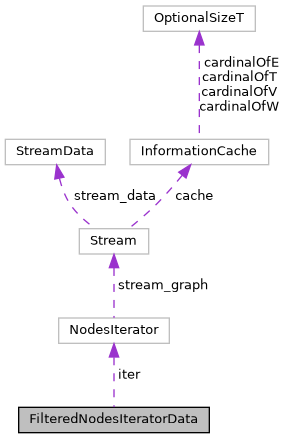 OptionalSizeT
cardinalOfE
cardinalOfT
cardinalOfV
cardinalOfW
StreamData
InformationCache
stream_data
cache
Stream
stream_graph
NodesIterator
iter
FilteredNodesIteratorData